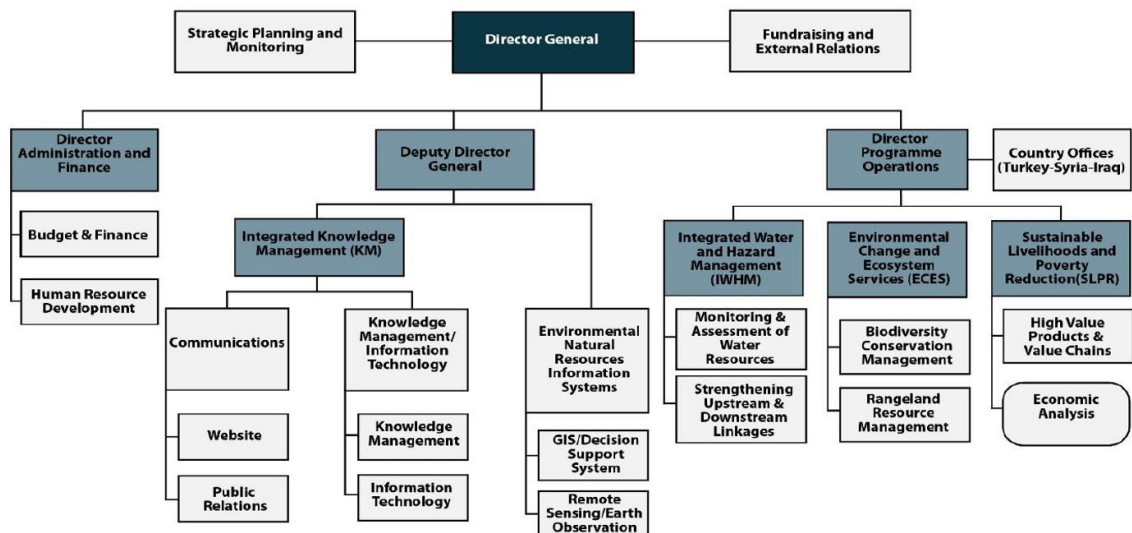 Strategic Planning and
Monitoring
Director General
Fundraising and
External Relations
Director
Administration and
Finance
Deputy Director
General
Director
Programme
Operations
Country Offices
(Turkey-Syria-Iraq)
Budget & Finance
Human Resource
Development
Integrated Knowledge
Management (KM)
Integrated Water
and Hazard
Management
(IWHM)
Environmental
Change and
Ecosystem
Services (ECES)
Sustainable
Livelihoods and
Poverty
Reduction(SLPR)
Communications
Knowledge
Management/
Information
Technology
Environmental
Natural
Resources
Information
Systems
Monitoring &
Assessment of
Water
Resources
Biodiversity
Conservation
Management
High Value
Products &
Value Chains
Strengthening
Upstream &
Downstream
Linkages
Rangeland
Resource
Management
Economic
Analysis
Website
Knowledge
Management
GIS/Decision
Support
System
Public
Relations
Information
Technology
Remote
Sensing/Earth
Observation